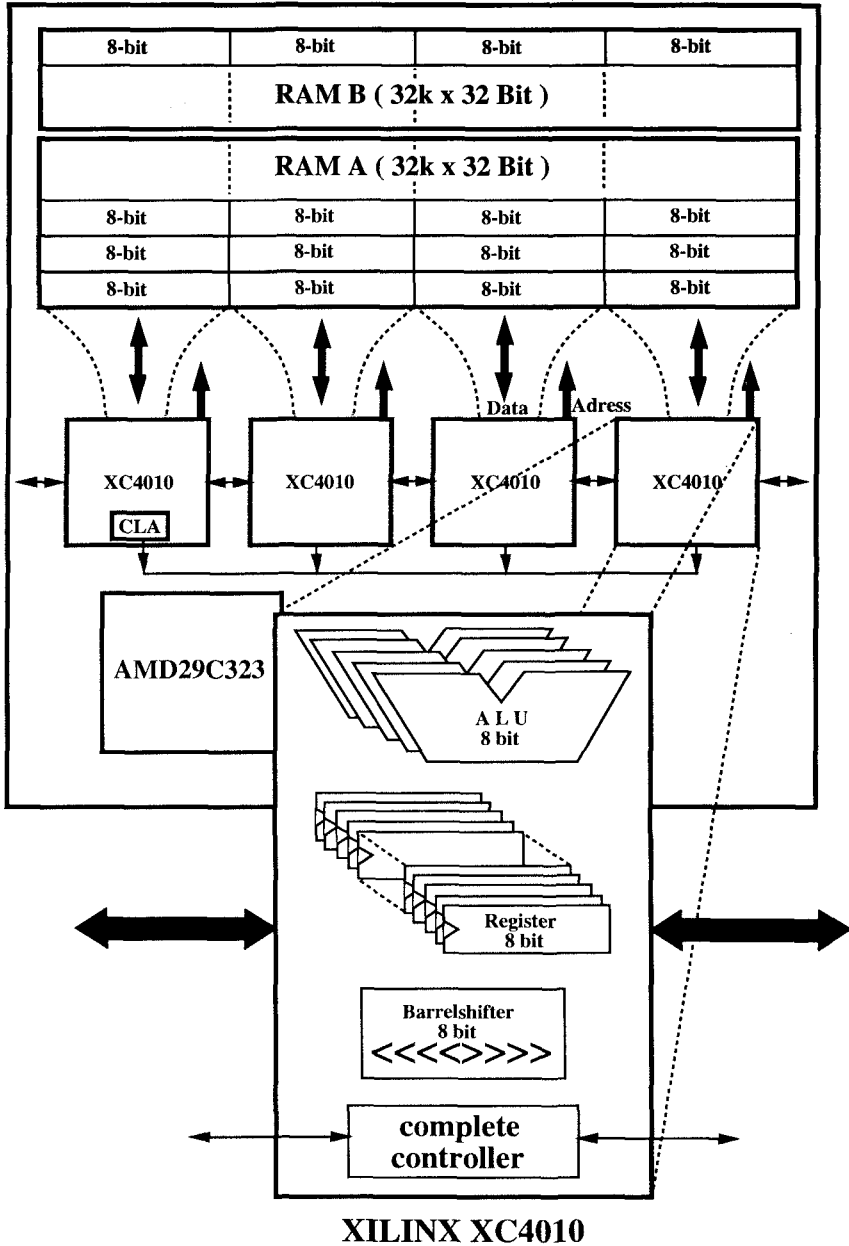 8-bit 8-bit 8-bit 8-bit
RAM B ( 32k x 32 Bit )
RAM A ( 32k x 32 Bit )
8-bit 8-bit 8-bit 8-bit
8-bit 8-bit 8-bit 8-bit
8-bit 8-bit 8-bit 8-bit
Data Adress
XC4010 XC4010 XC4010 XC4010
CLA
AMD29C323
A L U
8 bit
Register
8 bit
Barrelshifter
8 bit
<<<<>>>>
complete
controller
XILINX XC4010